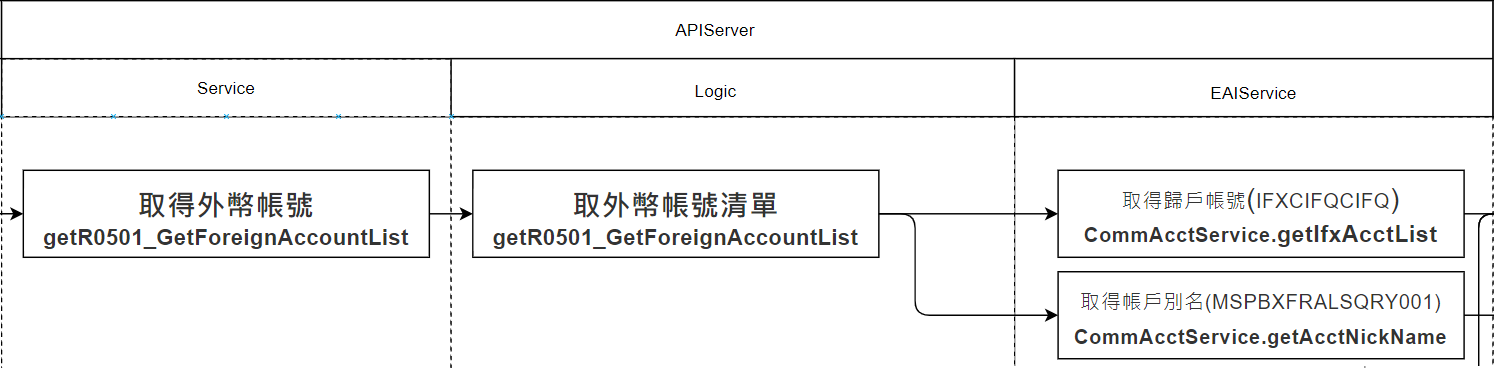 APIServer
Service
Logic
EAIService
取得外幣帳號
getR0501_GetForeignAccountList
取外幣帳號清單
getR0501_GetForeignAccountList
取得歸戶帳號(IFXCIFQCIFQ)
CommAcctService.getIfxAcctList
取得帳戶別名(MSPBXFRALSQRY001)
CommAcctService.getAcctNickName